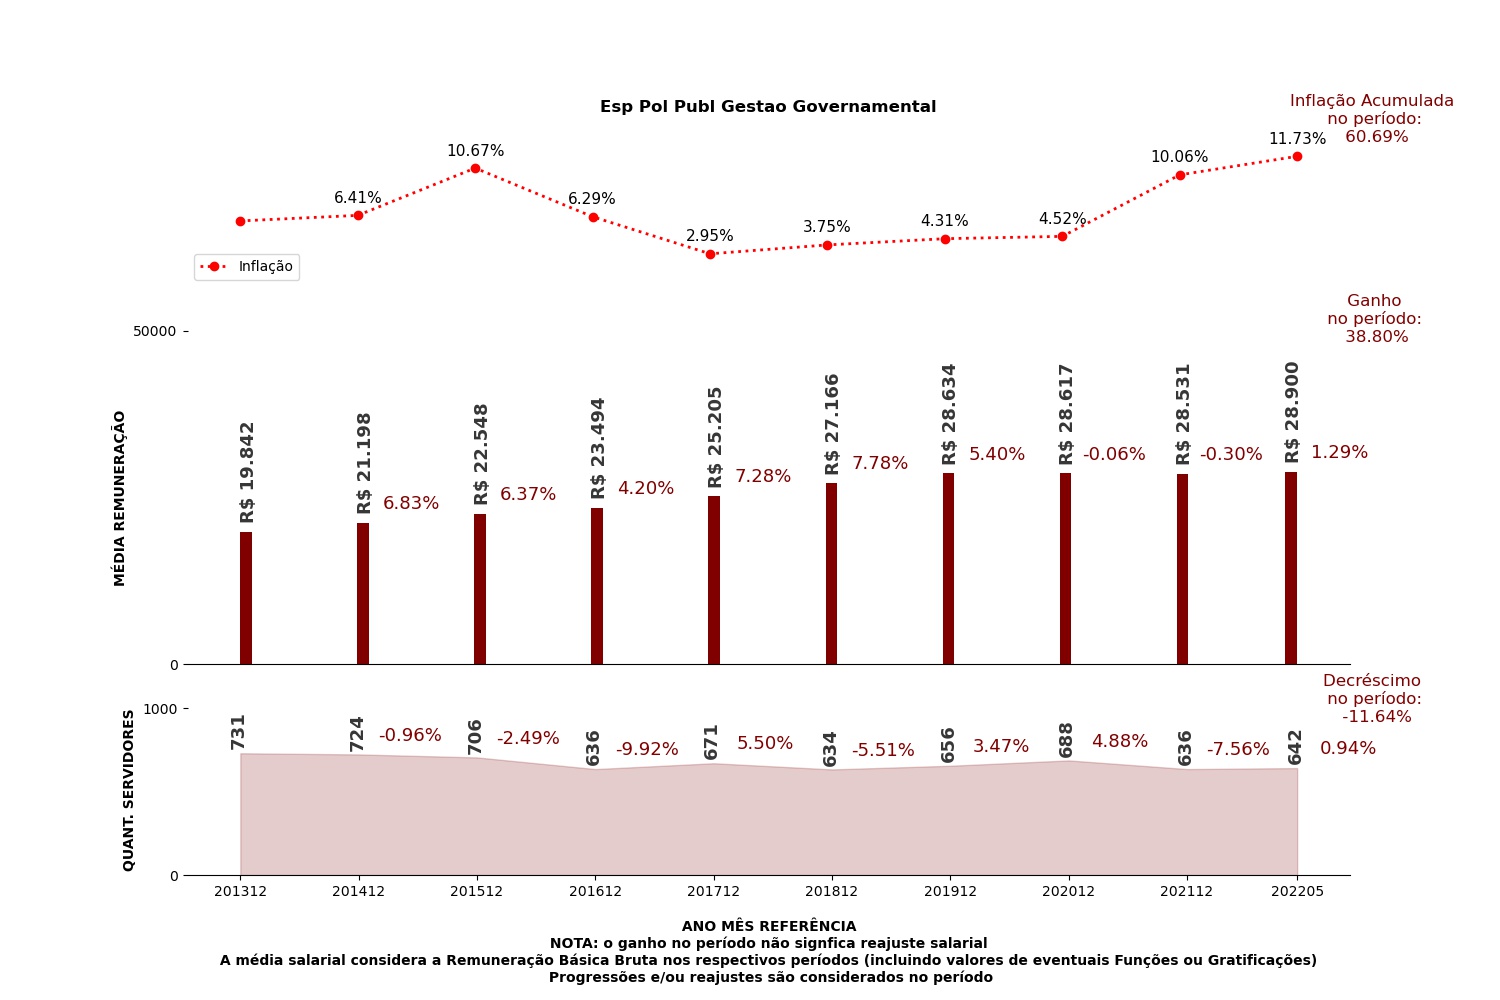 Esp Pol Publ Gestao Governamental
Inflação Acumulada
no período:
60.69%
6.41%
10.67%
6.29%
2.95%
3.75%
4.31%
4.52%
10.06%
11.73%
Inflação
Ganho
no período:
38.80%
50000
0
MÉDIA REMUNERAÇÃO
R$ 19.842
R$ 21.198
R$ 22.548
R$ 23.494
R$ 25.205
R$ 27.166
R$ 28.634
R$ 28.617
R$ 28.531
R$ 28.900
6.83%
6.37%
4.20%
7.28%
7.78%
5.40%
-0.06%
-0.30%
1.29%
Decréscimo
no período:
-11.64%
1000
0
QUANT. SERVIDORES
731
724
706
636
671
634
656
688
636
642
-0.96%
-2.49%
-9.92%
5.50%
-5.51%
3.47%
4.88%
-7.56%
0.94%
201312
201412
201512
201612
201712
201812
201912
202012
202112
202205
ANO MÊS REFERÊNCIA
NOTA: o ganho no período não signfica reajuste salarial
A média salarial considera a Remuneração Básica Bruta nos respectivos períodos (incluindo valores de eventuais Funções ou Gratificações)
Progressões e/ou reajustes são considerados no período